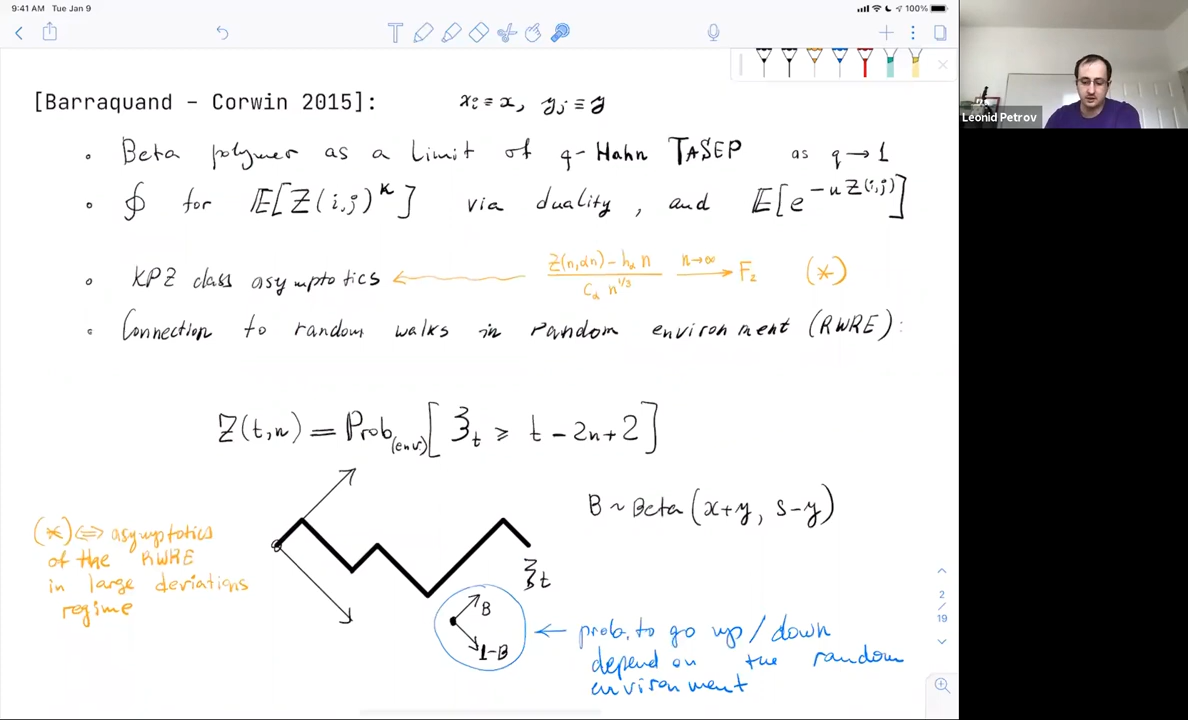 9:41 AM Tue Jan 9
100%
[Barraquand - Corwin 2015]: xᵢ ≡ x, yⱼ ≡ y
Leonid Petrov
• Beta polymer as a limit of q-Hahn TASEP as q → 1
• ∮ for 𝔼[Z(i,j)^k] via duality, and 𝔼[e^{-uZ(i,j)}]
• KPZ class asymptotics ← (Z(n,αn) - h_α n) / (c_α n^{1/3}) → (n→∞) F₂ (*)
• Connection to random walks in random environment (RWRE):
Z(t,n) = Prob_(env)[ξ_t ≥ t - 2n + 2]
B ~ Beta(x+y, s-y)
(*) ⇔ asymptotics
of the RWRE
in large deviations
regime
ξ_t
B
1-B
← prob. to go up/down
depend on the random
environment
2
/
19